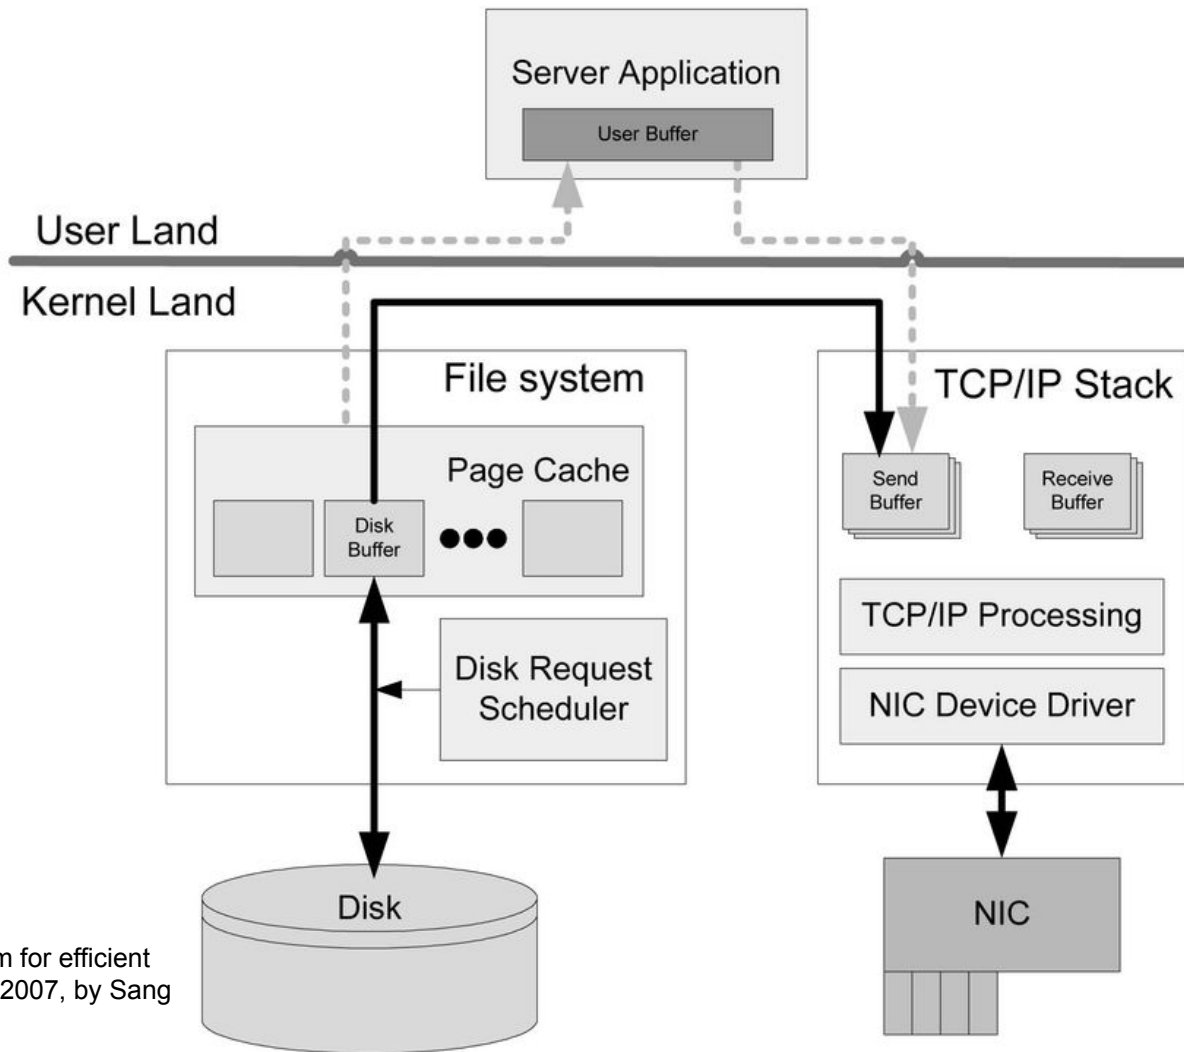 Server Application
User Buffer
User Land
Kernel Land
File system
TCP/IP Stack
Page Cache
Disk
Buffer
Send
Buffer
Receive
Buffer
TCP/IP Processing
Disk Request
Scheduler
NIC Device Driver
Disk
NIC
for efficient
2007, by Sang